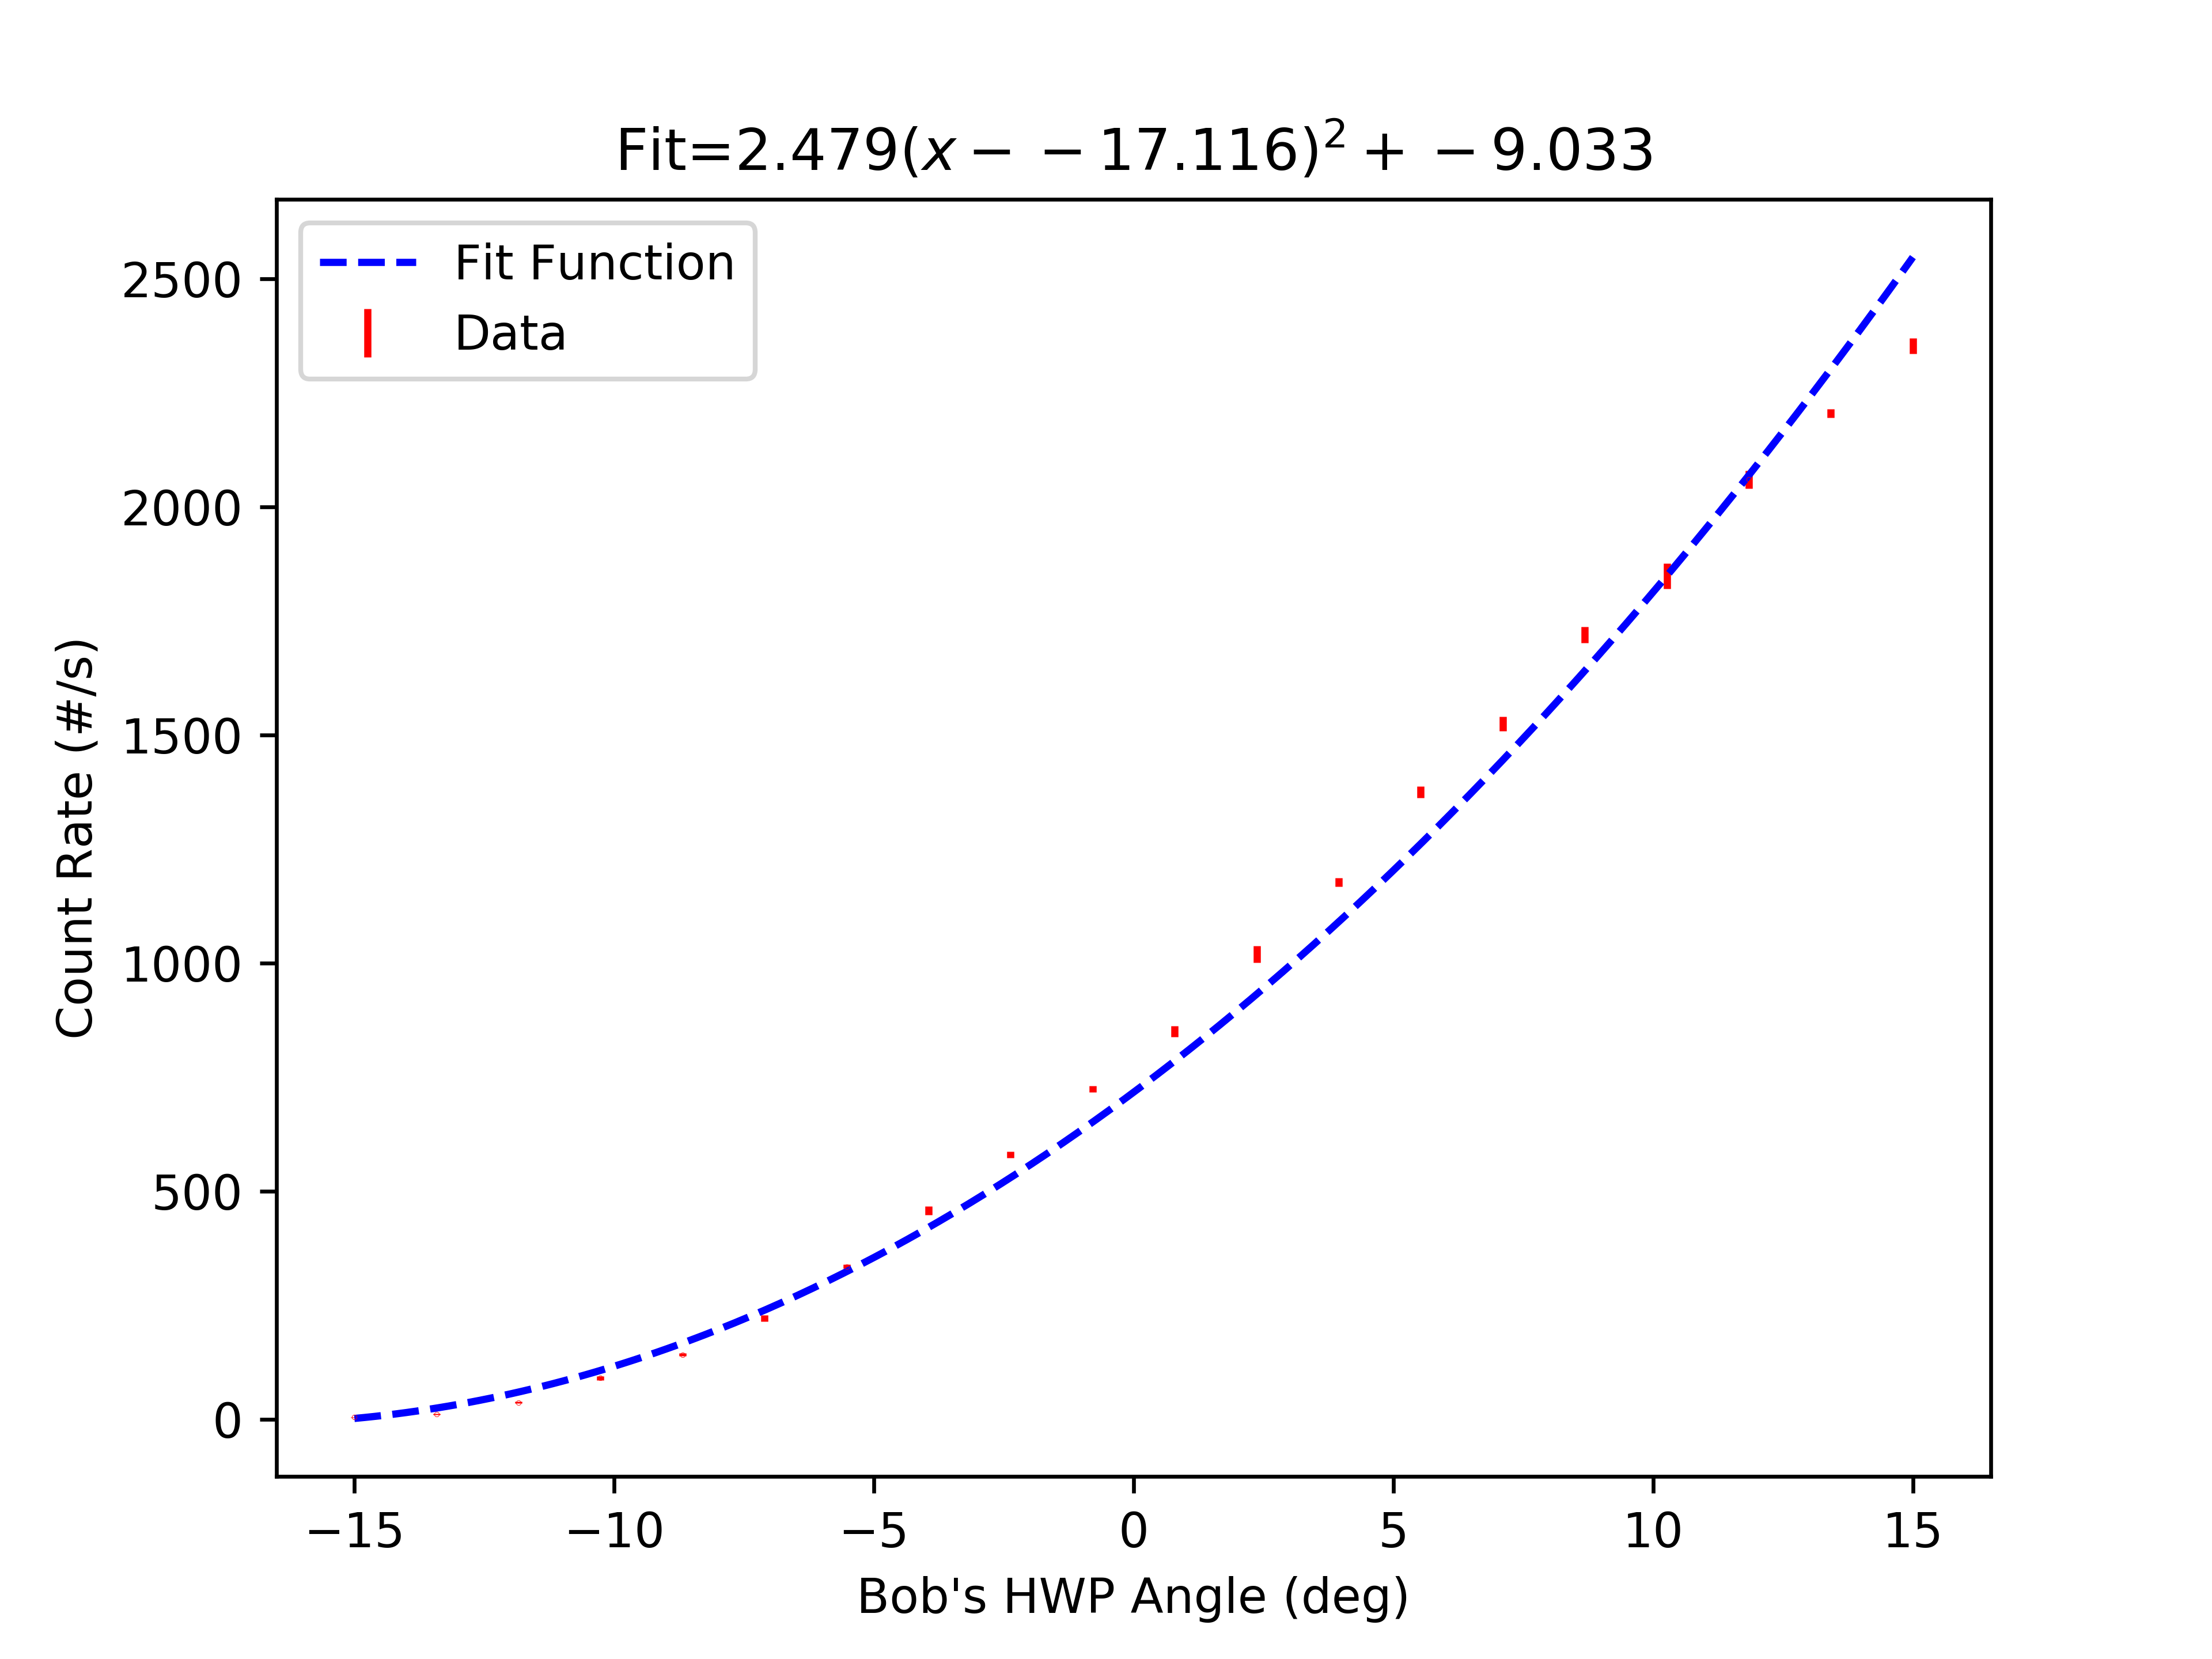 Fit=2.479(x − −17.116)² + −9.033
Fit Function
Data
2500
2000
1500
1000
500
0
Count Rate (#/s)
−15 −10 −5 0 5 10 15
Bob's HWP Angle (deg)